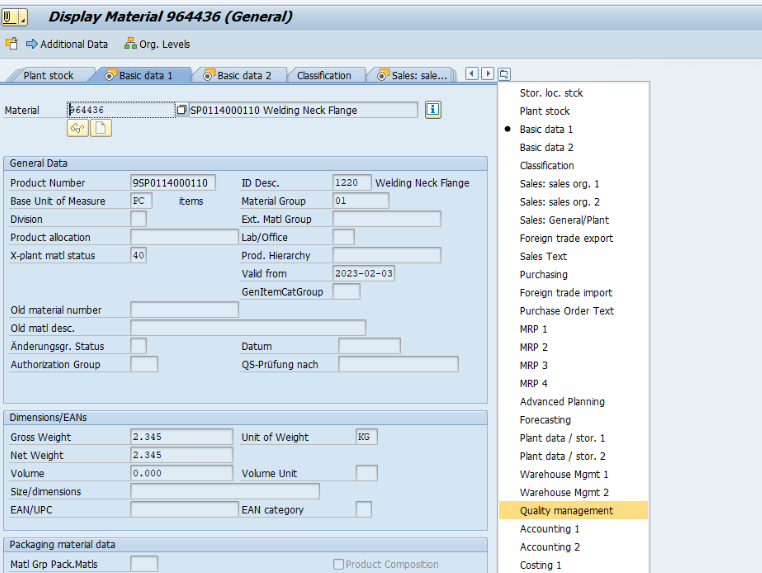 Display Material 964436 (General)
Additional Data Org. Levels
Plant stock Basic data 1 Basic data 2 Classification Sales: sale...
Material 964436 SP0114000110 Welding Neck Flange
General Data
Product Number 9SP0114000110 ID Desc. 1220 Welding Neck Flange
Base Unit of Measure PC items Material Group 01
Division Ext. Matl Group
Product allocation Lab/Office
X-plant matl status 40 Prod. Hierarchy
Valid from 2023-02-03
GenItemCatGroup
Old material number
Old matl desc.
Änderungsgr. Status Datum
Authorization Group QS-Prüfung nach
Dimensions/EANs
Gross Weight 2.345 Unit of Weight KG
Net Weight 2.345
Volume 0.000 Volume Unit
Size/dimensions
EAN/UPC EAN category
Packaging material data
Matl Grp Pack.Matls Product Composition
Stor. loc. stck
Plant stock
Basic data 1
Basic data 2
Classification
Sales: sales org. 1
Sales: sales org. 2
Sales: General/Plant
Foreign trade export
Sales Text
Purchasing
Foreign trade import
Purchase Order Text
MRP 1
MRP 2
MRP 3
MRP 4
Advanced Planning
Forecasting
Plant data / stor. 1
Plant data / stor. 2
Warehouse Mgmt 1
Warehouse Mgmt 2
Quality management
Accounting 1
Accounting 2
Costing 1